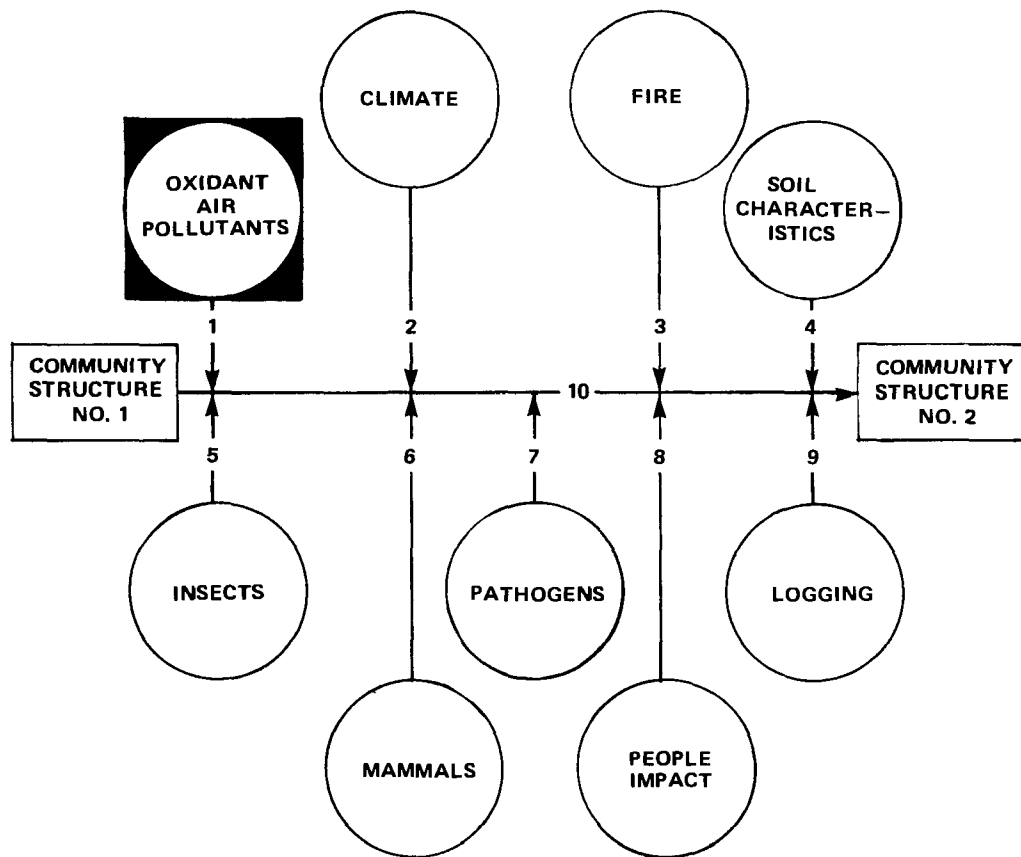 CLIMATE
FIRE
OXIDANT
AIR
POLLUTANTS
SOIL
CHARACTER–
ISTICS
1
2
3
4
COMMUNITY
STRUCTURE
NO. 1
10
COMMUNITY
STRUCTURE
NO. 2
5
6
7
8
9
INSECTS
PATHOGENS
LOGGING
MAMMALS
PEOPLE
IMPACT